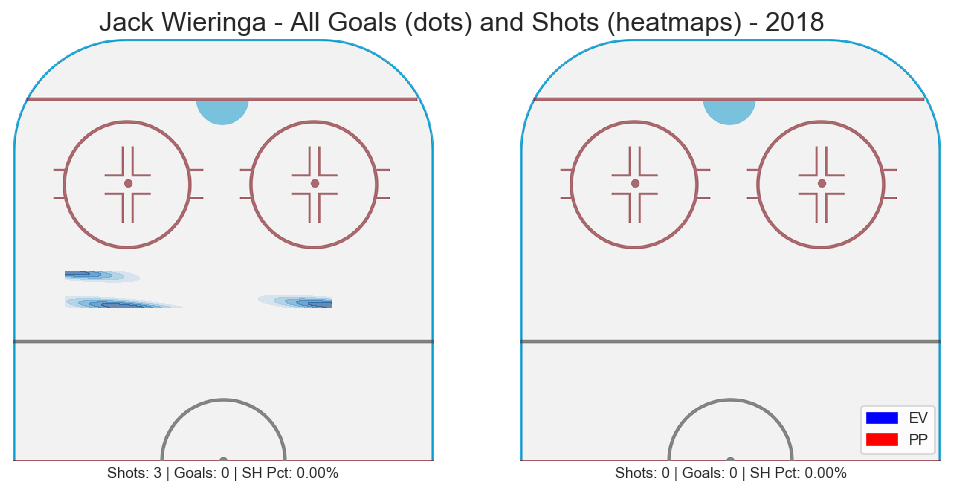 Jack Wieringa - All Goals (dots) and Shots (heatmaps) - 2018
EV
PP
Shots: 3 | Goals: 0 | SH Pct: 0.00%
Shots: 0 | Goals: 0 | SH Pct: 0.00%